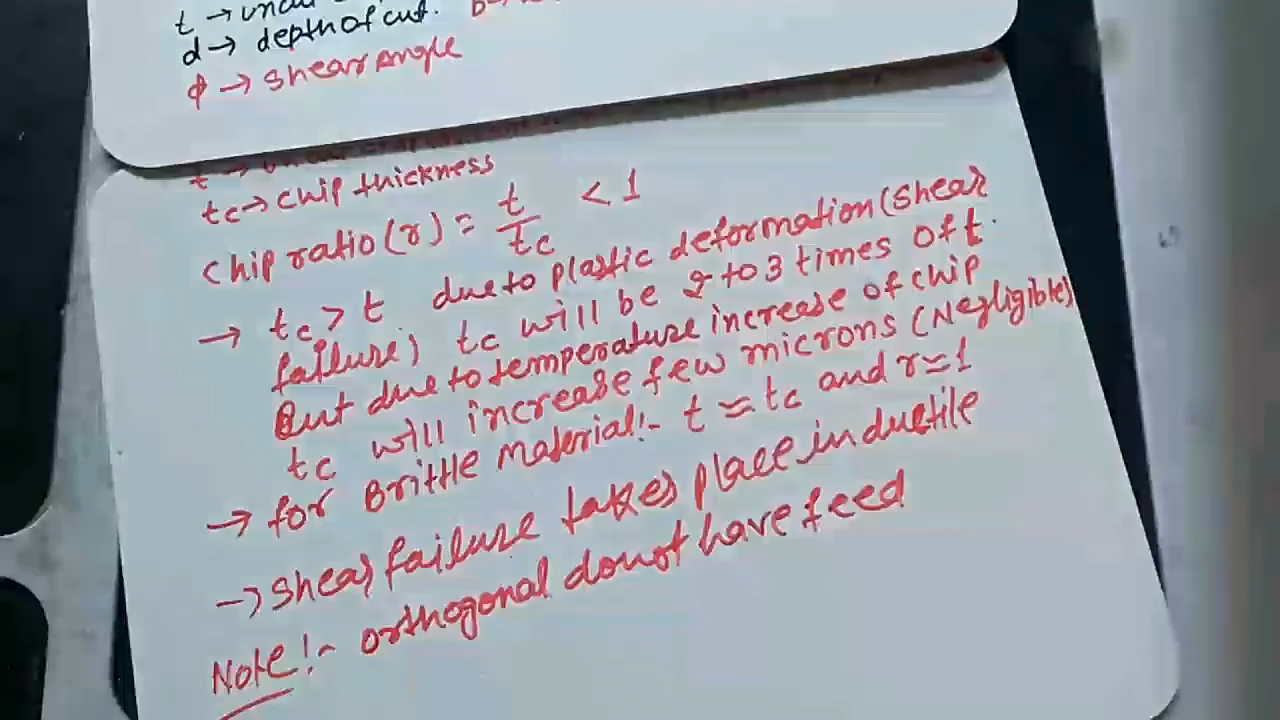 t →
d → depth of cut.
φ → shear angle
tc → chip thickness
Chip ratio (r) = t/tc < 1
→ tc > t due to plastic deformation (Shear
failure) tc will be 2 to 3 times of t.
But due to temperature increase of chip
tc will increase few microns (Negligible)
→ for Brittle material:- t ≈ tc and r≈1
→ shear failure takes place in ductile
Note:- orthogonal donot have feed